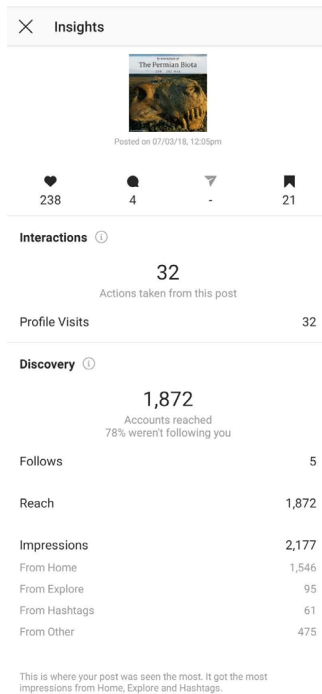 Insights
The Permian Biota
Posted on 07/03/18, 12:05pm
238 4 - 21
Interactions
32
Actions taken from this post
Profile Visits 32
Discovery
1,872
Accounts reached
78% weren't following you
Follows 5
Reach 1,872
Impressions 2,177
From Home 1,546
From Explore 95
From Hashtags 61
From Other 475
This is where your post was seen the most. It got the most
impressions from Home, Explore and Hashtags.